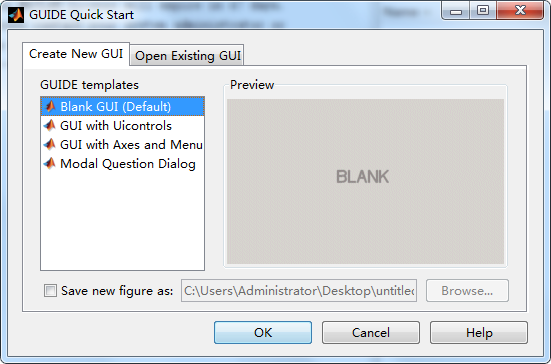 GUIDE Quick Start
Create New GUI Open Existing GUI
GUIDE templates Preview
Blank GUI (Default)
GUI with Uicontrols
GUI with Axes and Menu
Modal Question Dialog
BLANK
Save new figure as: C:\Users\Administrator\Desktop\untitled Browse...
OK Cancel Help